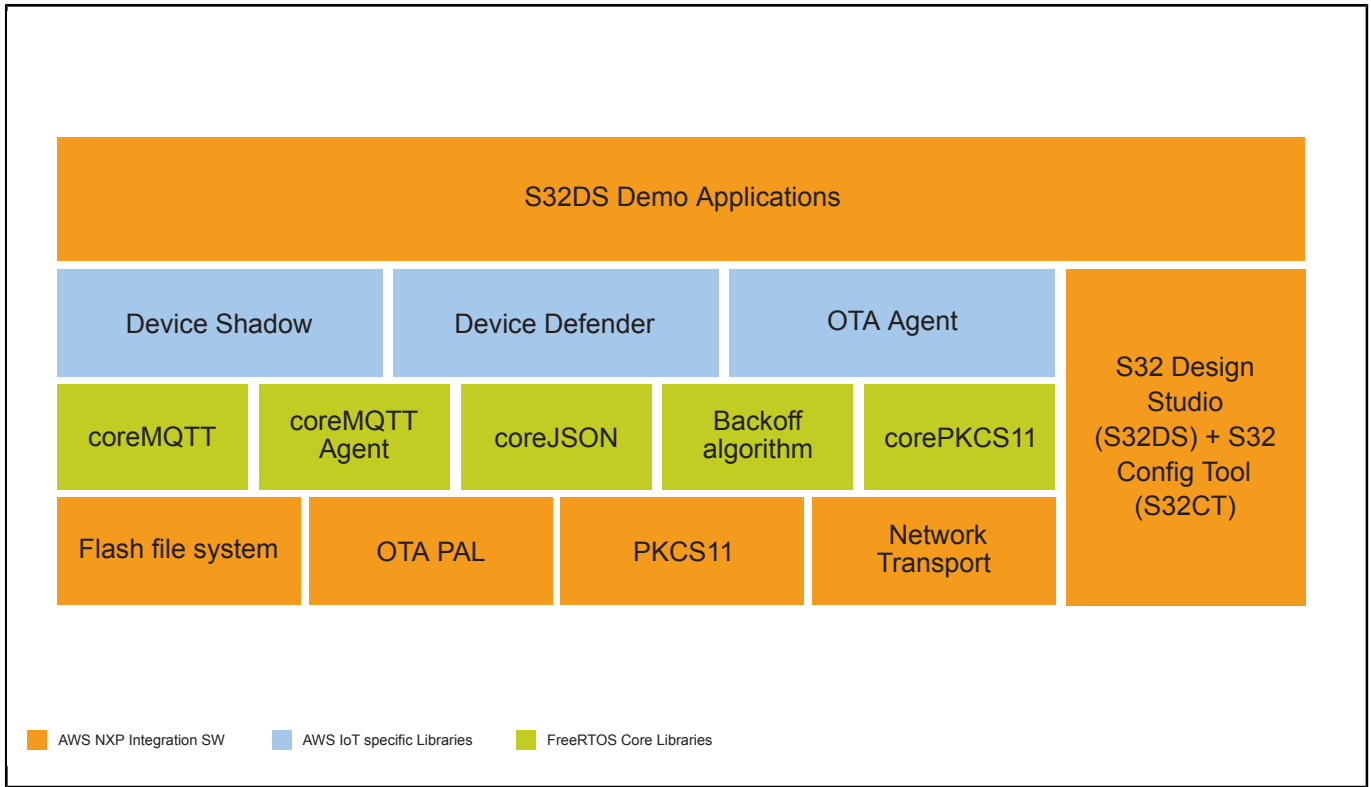 S32DS Demo Applications
Device Shadow
Device Defender
OTA Agent
S32 Design
Studio
(S32DS) + S32
Config Tool
(S32CT)
coreMQTT
coreMQTT
Agent
coreJSON
Backoff
algorithm
corePKCS11
Flash file system
OTA PAL
PKCS11
Network
Transport
AWS NXP Integration SW
AWS IoT specific Libraries
FreeRTOS Core Libraries